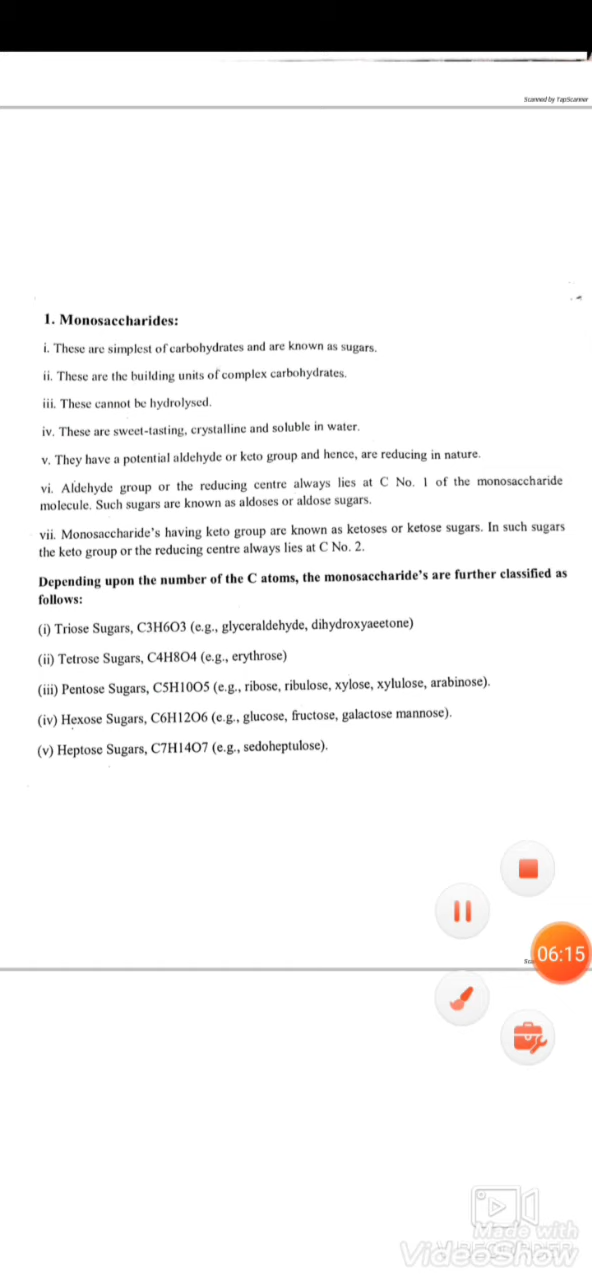 Scanned by TapScanner
1. Monosaccharides:
i. These are simplest of carbohydrates and are known as sugars.
ii. These are the building units of complex carbohydrates.
iii. These cannot be hydrolysed.
iv. These are sweet-tasting, crystalline and soluble in water.
v. They have a potential aldehyde or keto group and hence, are reducing in nature.
vi. Aldehyde group or the reducing centre always lies at C No. 1 of the monosaccharide
molecule. Such sugars are known as aldoses or aldose sugars.
vii. Monosaccharide's having keto group are known as ketoses or ketose sugars. In such sugars
the keto group or the reducing centre always lies at C No. 2.
Depending upon the number of the C atoms, the monosaccharide's are further classified as
follows:
(i) Triose Sugars, C3H6O3 (e.g., glyceraldehyde, dihydroxyacetone)
(ii) Tetrose Sugars, C4H8O4 (e.g., erythrose)
(iii) Pentose Sugars, C5H10O5 (e.g., ribose, ribulose, xylose, xylulose, arabinose).
(iv) Hexose Sugars, C6H12O6 (e.g., glucose, fructose, galactose mannose).
(v) Heptose Sugars, C7H14O7 (e.g., sedoheptulose).
06:15
Made with
VideoShow